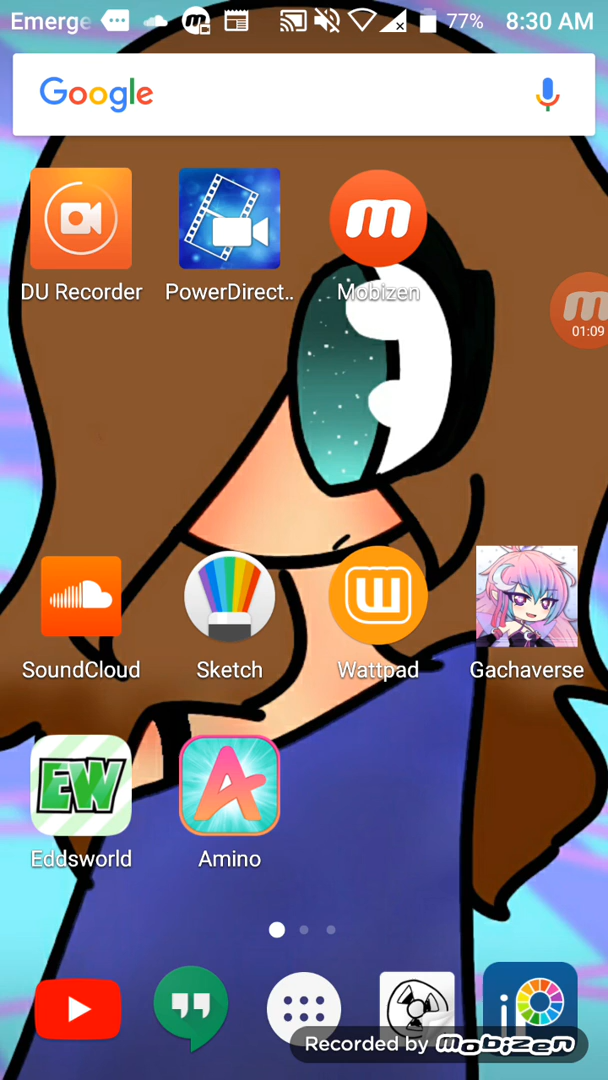 Emerge 77% 8:30 AM
Google
DU Recorder PowerDirect.. Mobizen
01:09
SoundCloud Sketch Wattpad Gachaverse
EW
Eddsworld Amino
Recorded by mobizen